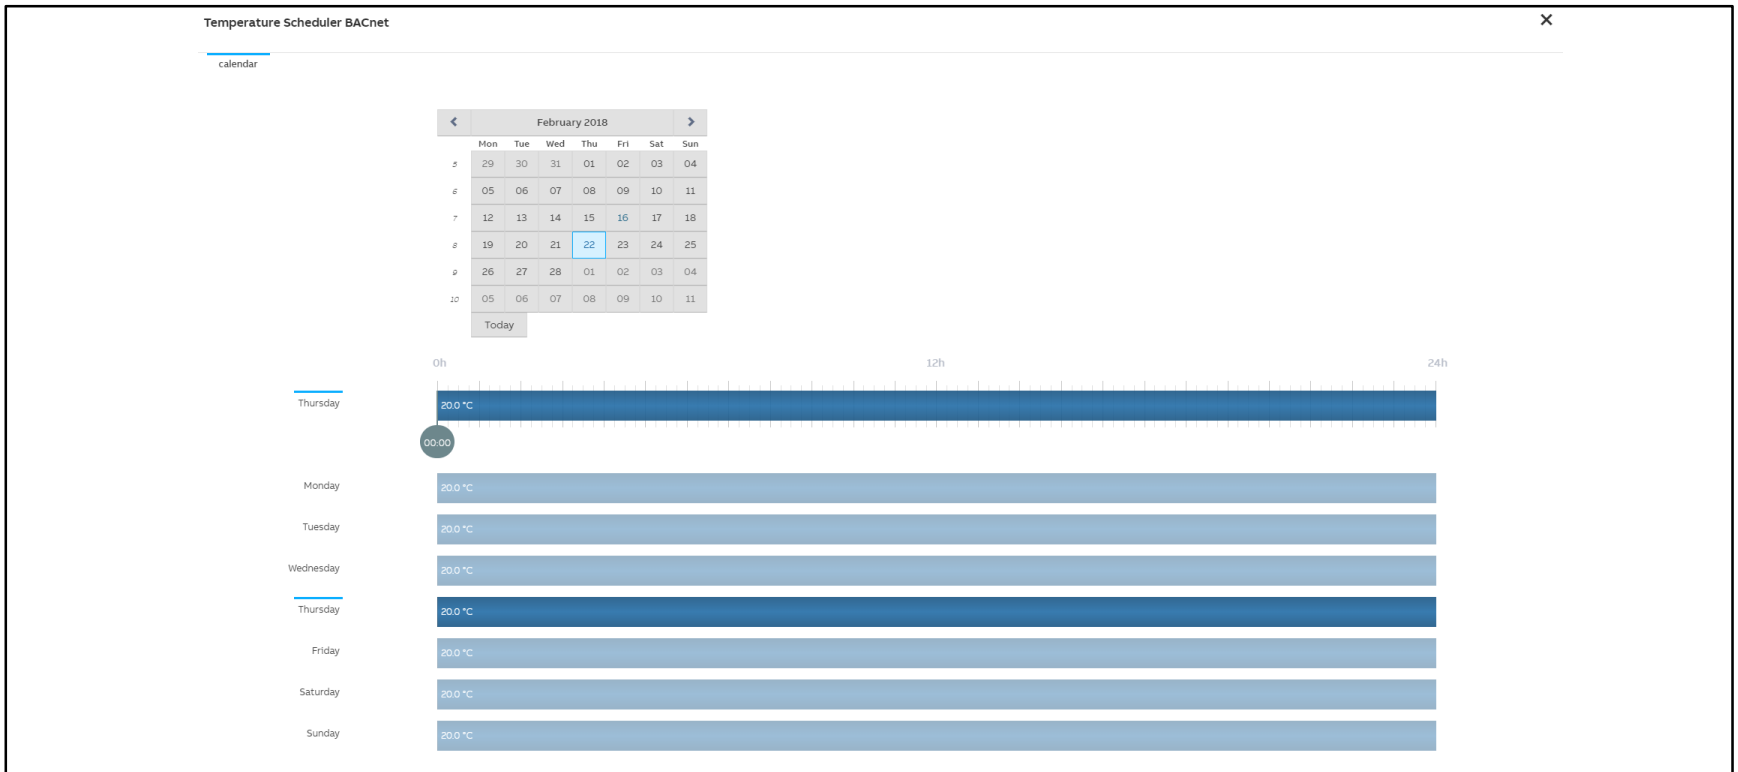 Temperature Scheduler BACnet
calendar
February 2018
Mon Tue Wed Thu Fri Sat Sun
5 29 30 31 01 02 03 04
6 05 06 07 08 09 10 11
7 12 13 14 15 16 17 18
8 19 20 21 22 23 24 25
9 26 27 28 01 02 03 04
10 05 06 07 08 09 10 11
Today
0h 12h 24h
Thursday 20.0 °C
00:00
Monday 20.0 °C
Tuesday 20.0 °C
Wednesday 20.0 °C
Thursday 20.0 °C
Friday 20.0 °C
Saturday 20.0 °C
Sunday 20.0 °C